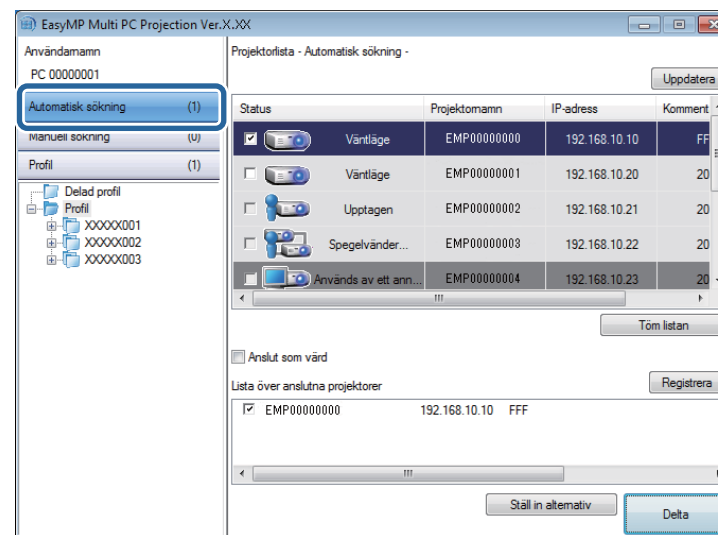 EasyMP Multi PC Projection Ver.X.XX
Användarnamn
PC 00000001
Automatisk sökning (1)
Manuell sökning (0)
Profil (1)
Delad profil
Profil
XXXXX001
XXXXX002
XXXXX003
Projektorlista - Automatisk sökning -
Uppdatera
Status Projektornamn IP-adress Komment
Väntläge EMP00000000 192.168.10.10 FF
Väntläge EMP00000001 192.168.10.20 20
Upptagen EMP00000002 192.168.10.21 20
Spegelvänder... EMP00000003 192.168.10.22 20
Används av ett ann... EMP00000004 192.168.10.23 20
Töm listan
Anslut som värd
Lista över anslutna projektorer
Registrera
EMP00000000 192.168.10.10 FFF
Ställ in alternativ
Delta